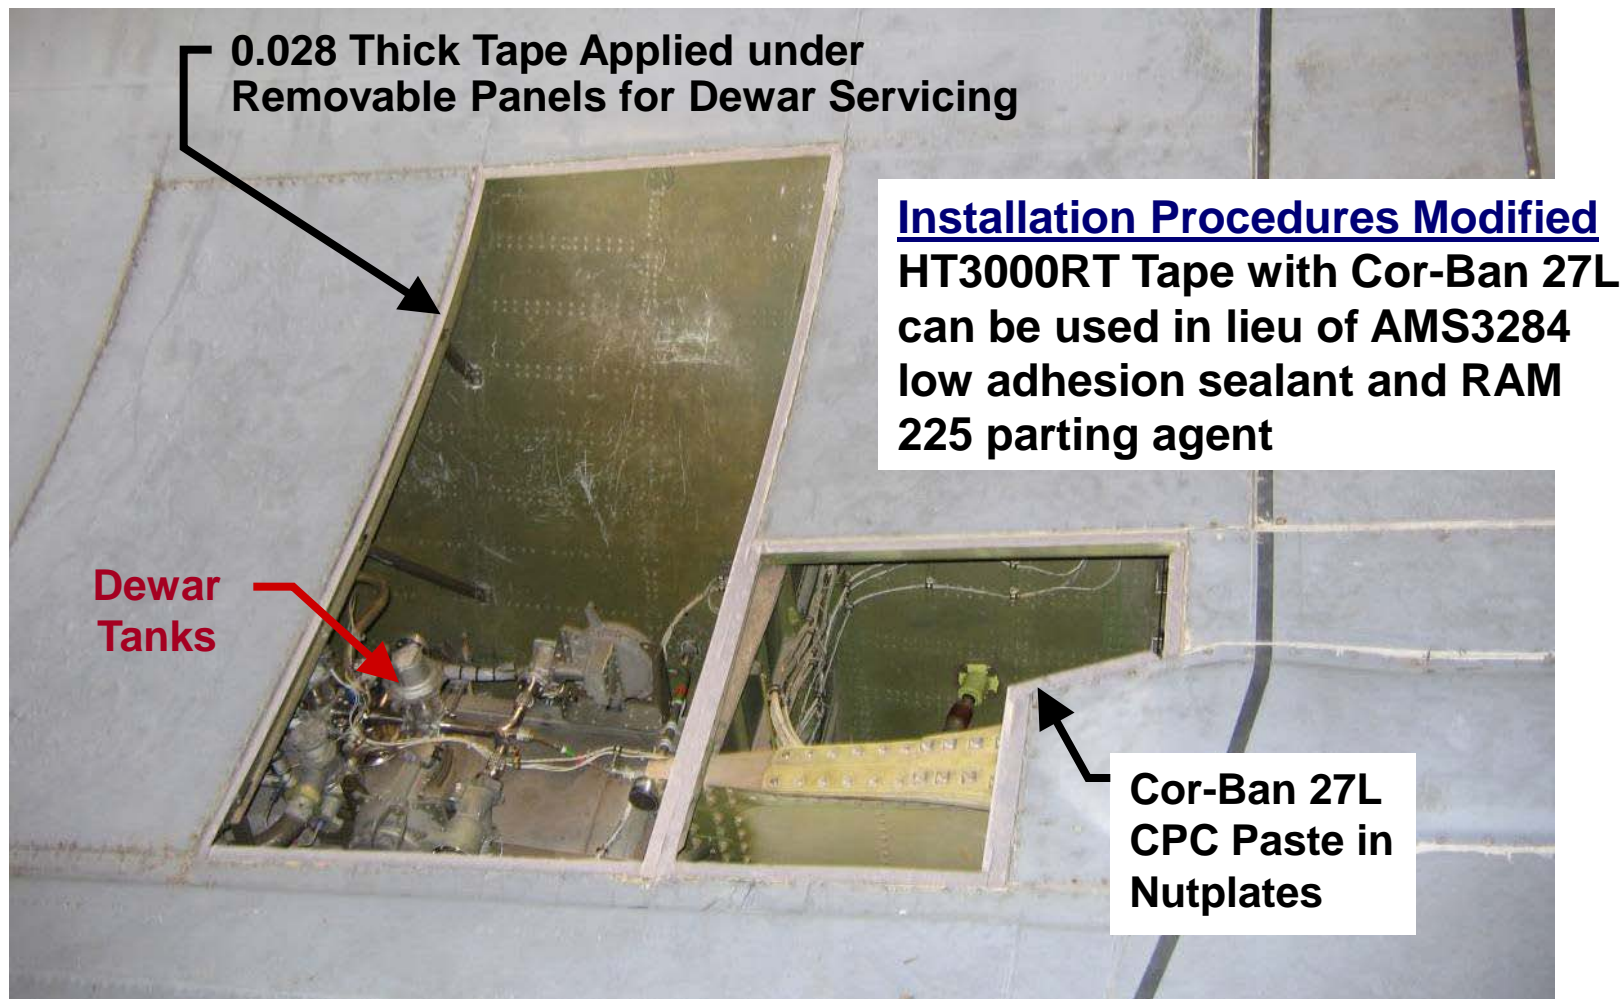 0.028 Thick Tape Applied under
Removable Panels for Dewar Servicing
Installation Procedures Modified
HT3000RT Tape with Cor-Ban 27L
can be used in lieu of AMS3284
low adhesion sealant and RAM
225 parting agent
Dewar
Tanks
Cor-Ban 27L
CPC Paste in
Nutplates